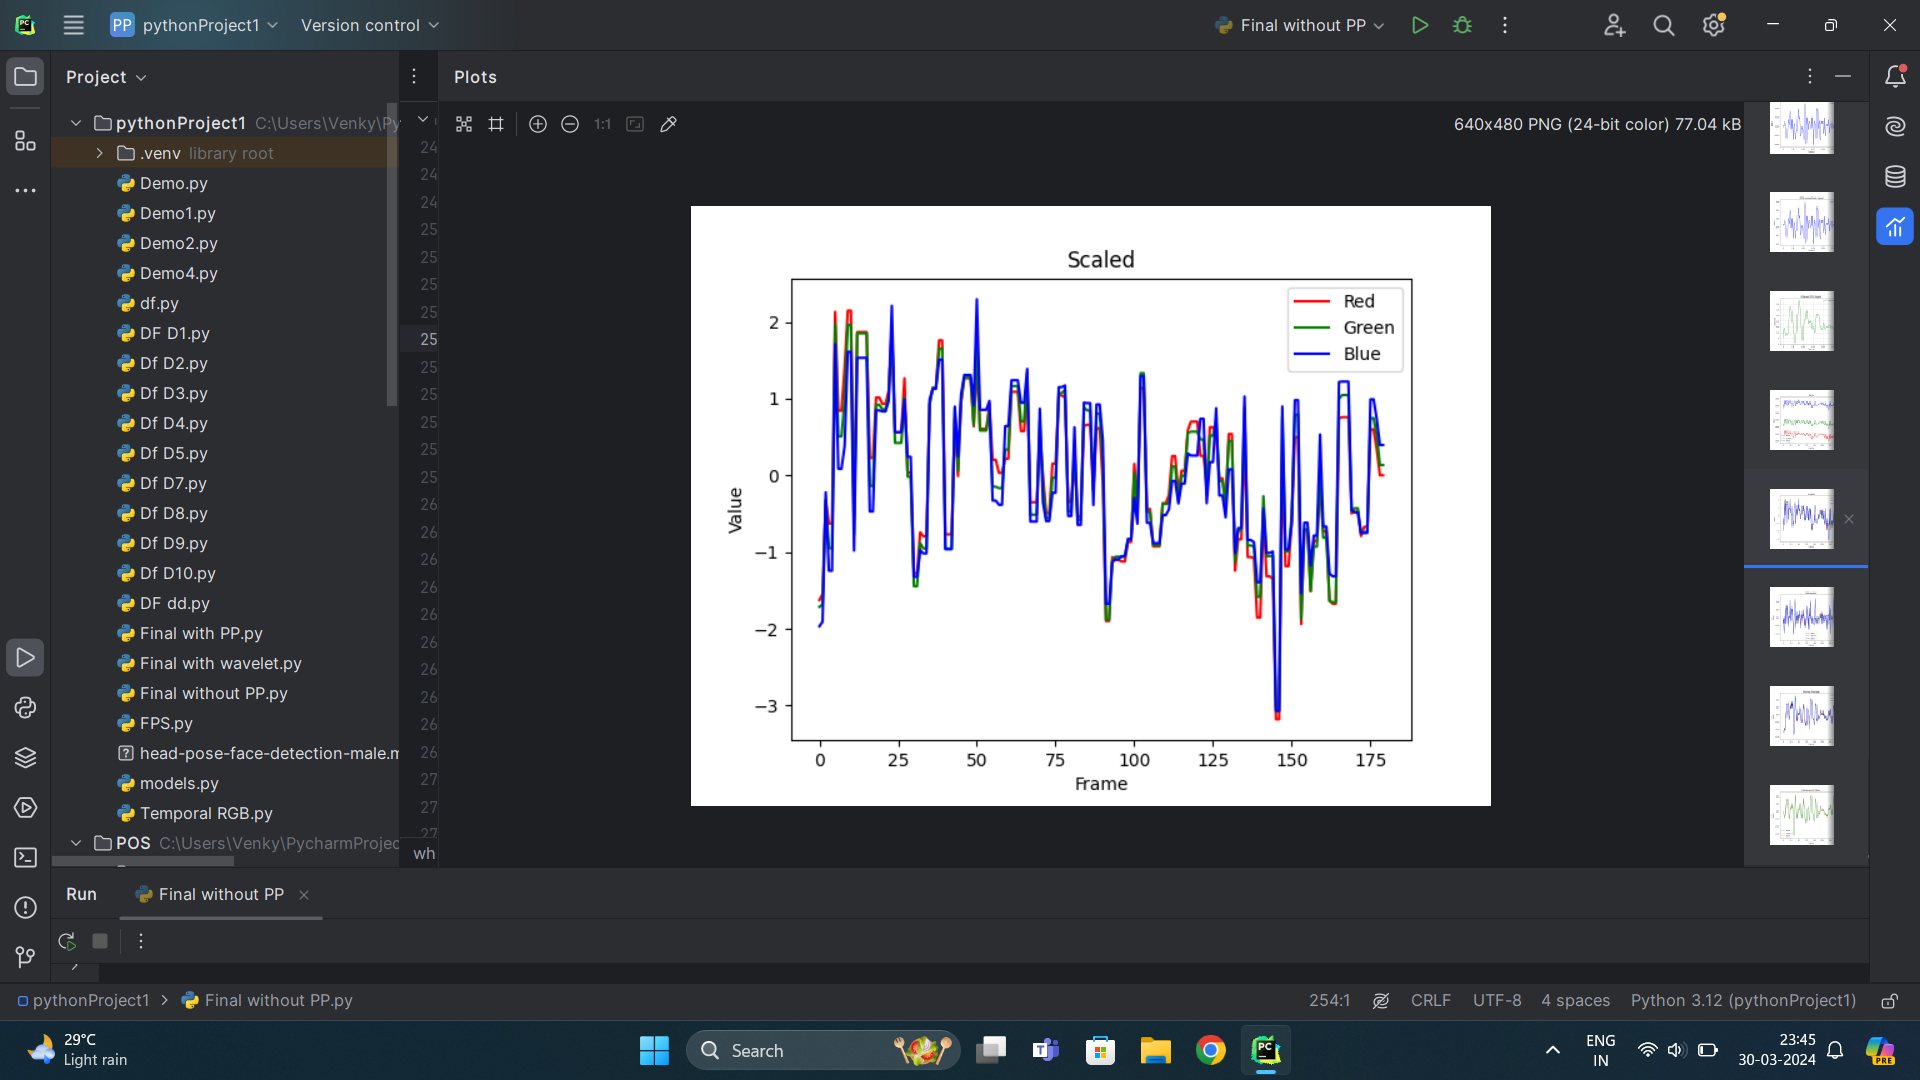 PP pythonProject1
Version control
Final without PP
Project
Plots
pythonProject1 C:\Users\Venky\Py
.venv library root
Demo.py
Demo1.py
Demo2.py
Demo4.py
df.py
DF D1.py
Df D2.py
Df D3.py
Df D4.py
Df D5.py
Df D7.py
Df D8.py
Df D9.py
Df D10.py
DF dd.py
Final with PP.py
Final with wavelet.py
Final without PP.py
FPS.py
head-pose-face-detection-male.m
models.py
Temporal RGB.py
POS C:\Users\Venky\PycharmProjec
24
24
24
25
25
25
25
25
25
25
25
25
25
26
26
26
26
26
26
26
26
26
26
27
27
27
wh
1:1
640x480 PNG (24-bit color) 77.04 kB
Scaled
Red
Green
Blue
2
1
0
−1
−2
−3
Value
0 25 50 75 100 125 150 175
Frame
Run
Final without PP
pythonProject1 > Final without PP.py
254:1 CRLF UTF-8 4 spaces Python 3.12 (pythonProject1)
29°C
Light rain
Search
ENG
IN
23:45
30-03-2024
PRE